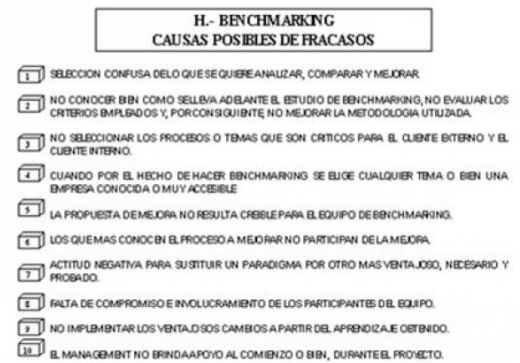 H.- BENCHMARKING
CAUSAS POSIBLES DE FRACASOS
1 SELECCION CONFUSA DE LO QUE SE QUIERE ANALIZAR, COMPARAR Y MEJORAR.
2 NO CONOCER BIEN COMO SE LLEVA ADELANTE EL ESTUDIO DE BENCHMARKING, NO EVALUAR LOS
CRITERIOS EMPLEADOS Y, POR CONSIGUIENTE, NO MEJORAR LA METODOLOGIA UTILIZADA.
3 NO SELECCIONAR LOS PROCESOS O TEMAS QUE SON CRITICOS PARA EL CLIENTE EXTERNO Y EL
CLIENTE INTERNO.
4 CUANDO POR EL HECHO DE HACER BENCHMARKING SE ELIGE CUALQUIER TEMA O BIEN UNA
EMPRESA CONOCIDA O MUY ACCESIBLE
5 LA PROPUESTA DE MEJORA NO RESULTA CREIBLE PARA EL EQUIPO DE BENCHMARKING.
6 LOS QUE MAS CONOCEN EL PROCESO A MEJORAR NO PARTICIPAN DE LA MEJORA.
7 ACTITUD NEGATIVA PARA SUSTITUIR UN PARADIGMA POR OTRO MAS VENTAJOSO, NECESARIO Y
PROBADO.
8 FALTA DE COMPROMISO E INVOLUCRAMIENTO DE LOS PARTICIPANTES DEL EQUIPO.
9 NO IMPLEMENTAR LOS VENTAJOSOS CAMBIOS A PARTIR DEL APRENDIZAJE OBTENIDO.
10 EL MANAGEMENT NO BRINDA APOYO AL COMIENZO O BIEN, DURANTE EL PROYECTO.